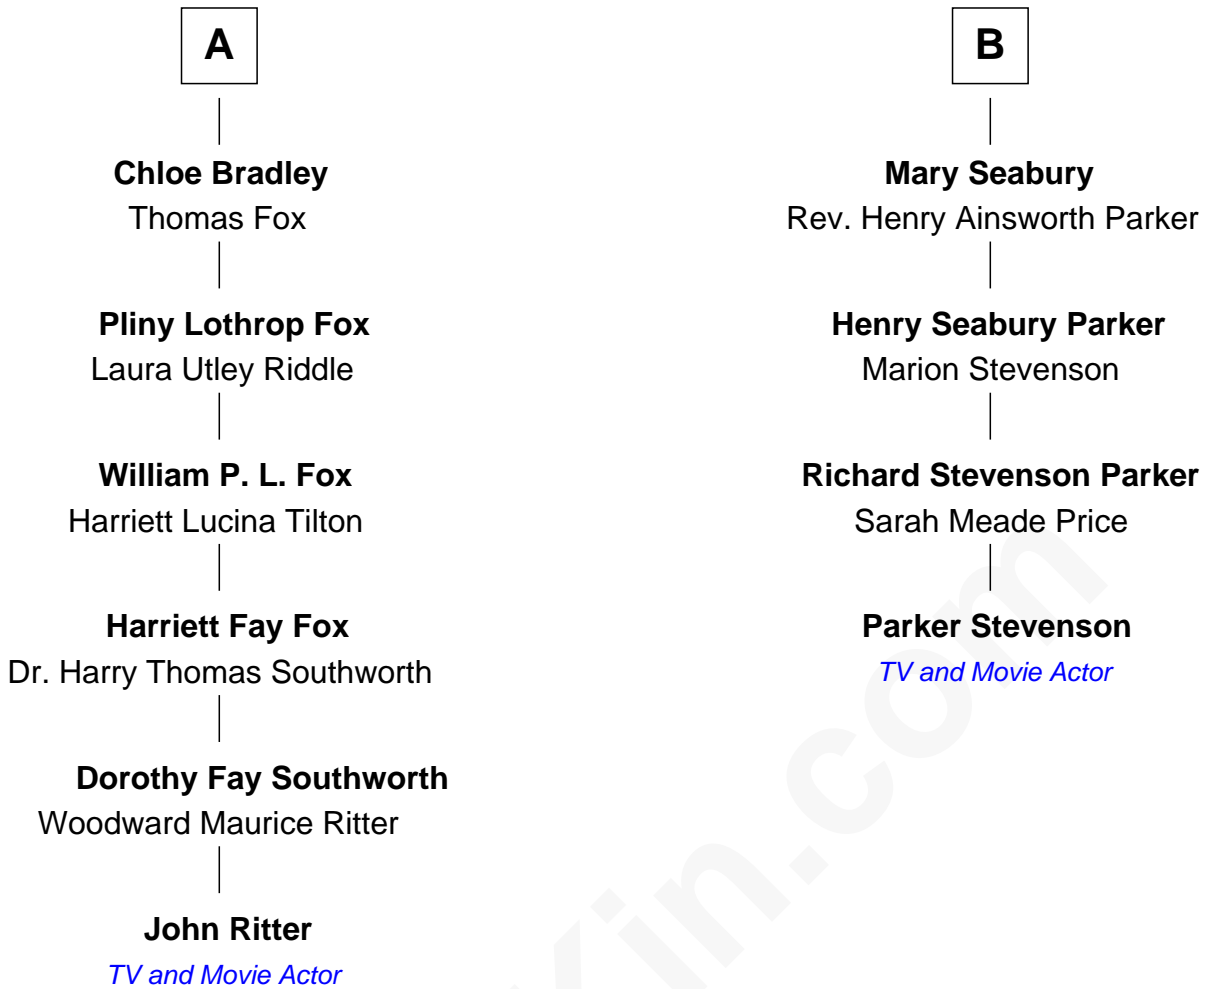 A
Chloe Bradley
Thomas Fox
Pliny Lothrop Fox
Laura Utley Riddle
William P. L. Fox
Harriett Lucina Tilton
Harriett Fay Fox
Dr. Harry Thomas Southworth
Dorothy Fay Southworth
Woodward Maurice Ritter
John Ritter
TV and Movie Actor
B
Mary Seabury
Rev. Henry Ainsworth Parker
Henry Seabury Parker
Marion Stevenson
Richard Stevenson Parker
Sarah Meade Price
Parker Stevenson
TV and Movie Actor
Kin.com